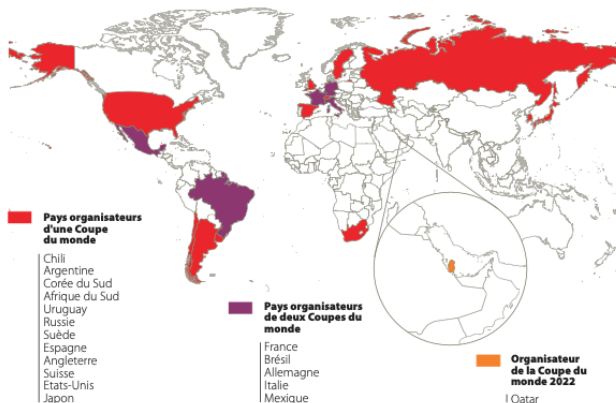 Pays organisateurs
d'une Coupe
du monde
Chili
Argentine
Corée du Sud
Afrique du Sud
Uruguay
Russie
Suède
Espagne
Angleterre
Suisse
Etats-Unis
Japon
Pays organisateurs
de deux Coupes du
monde
France
Brésil
Allemagne
Italie
Mexique
Organisateur
de la Coupe du
monde 2022
Qatar